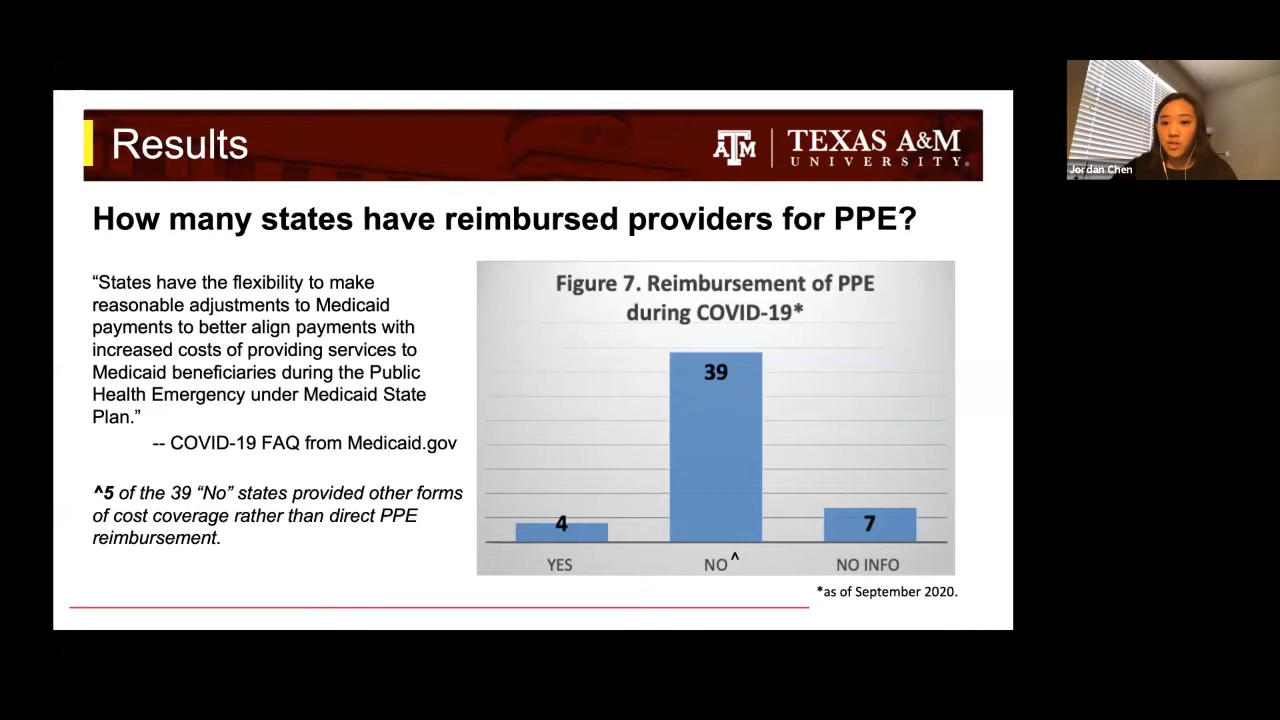 Results
TEXAS A&M
UNIVERSITY®
ATM
Jordan Chen
How many states have reimbursed providers for PPE?
“States have the flexibility to make
reasonable adjustments to Medicaid
payments to better align payments with
increased costs of providing services to
Medicaid beneficiaries during the Public
Health Emergency under Medicaid State
Plan.”
-- COVID-19 FAQ from Medicaid.gov
^5 of the 39 “No” states provided other forms
of cost coverage rather than direct PPE
reimbursement.
Figure 7. Reimbursement of PPE
during COVID-19*
4
39
7
YES
NO ^
NO INFO
*as of September 2020.